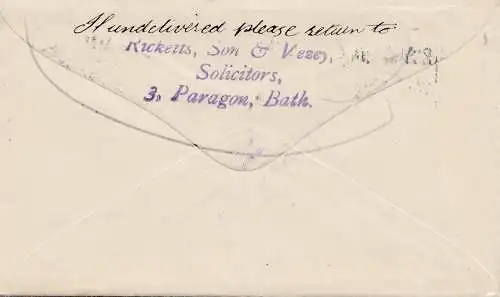 If undelivered please return to
Ricketts, Son & Vezey,
Solicitors,
3, Paragon, Bath.